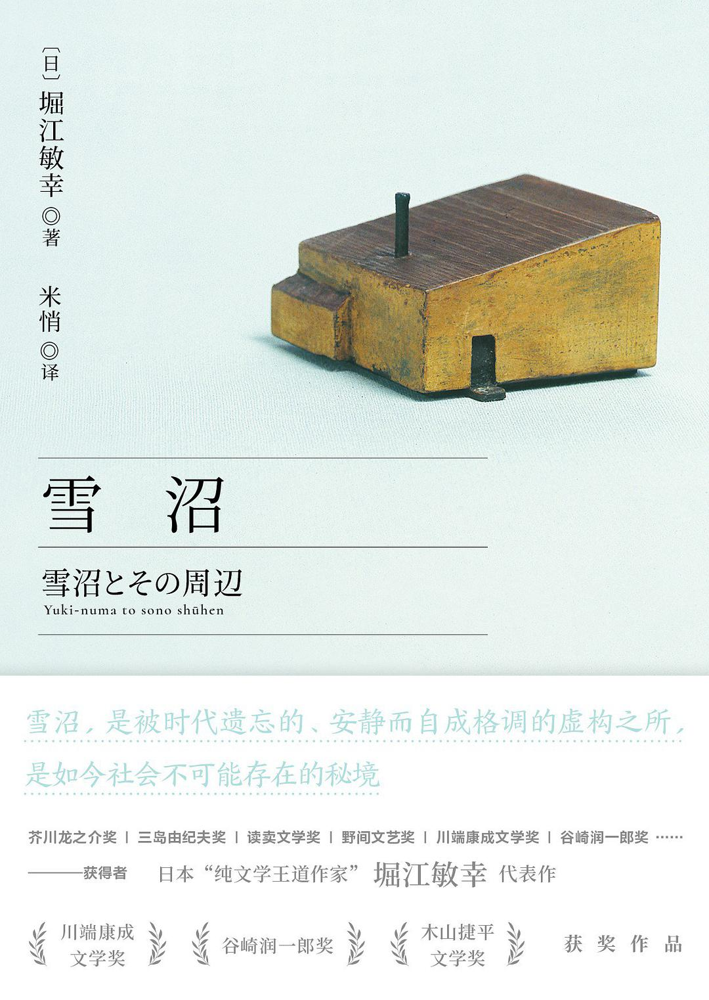 〔日〕堀江敏幸◎著
米悄◎译
雪 沼
雪沼とその周辺
Yuki-numa to sono shūhen
雪沼，是被时代遗忘的、安静而自成格调的虚构之所，
是如今社会不可能存在的秘境
芥川龙之介奖 | 三岛由纪夫奖 | 读卖文学奖 | 野间文艺奖 | 川端康成文学奖 | 谷崎润一郎奖 ……
————获得者 日本“纯文学王道作家” 堀江敏幸 代表作
川端康成
文学奖
谷崎润一郎奖
木山捷平
文学奖
获奖作品